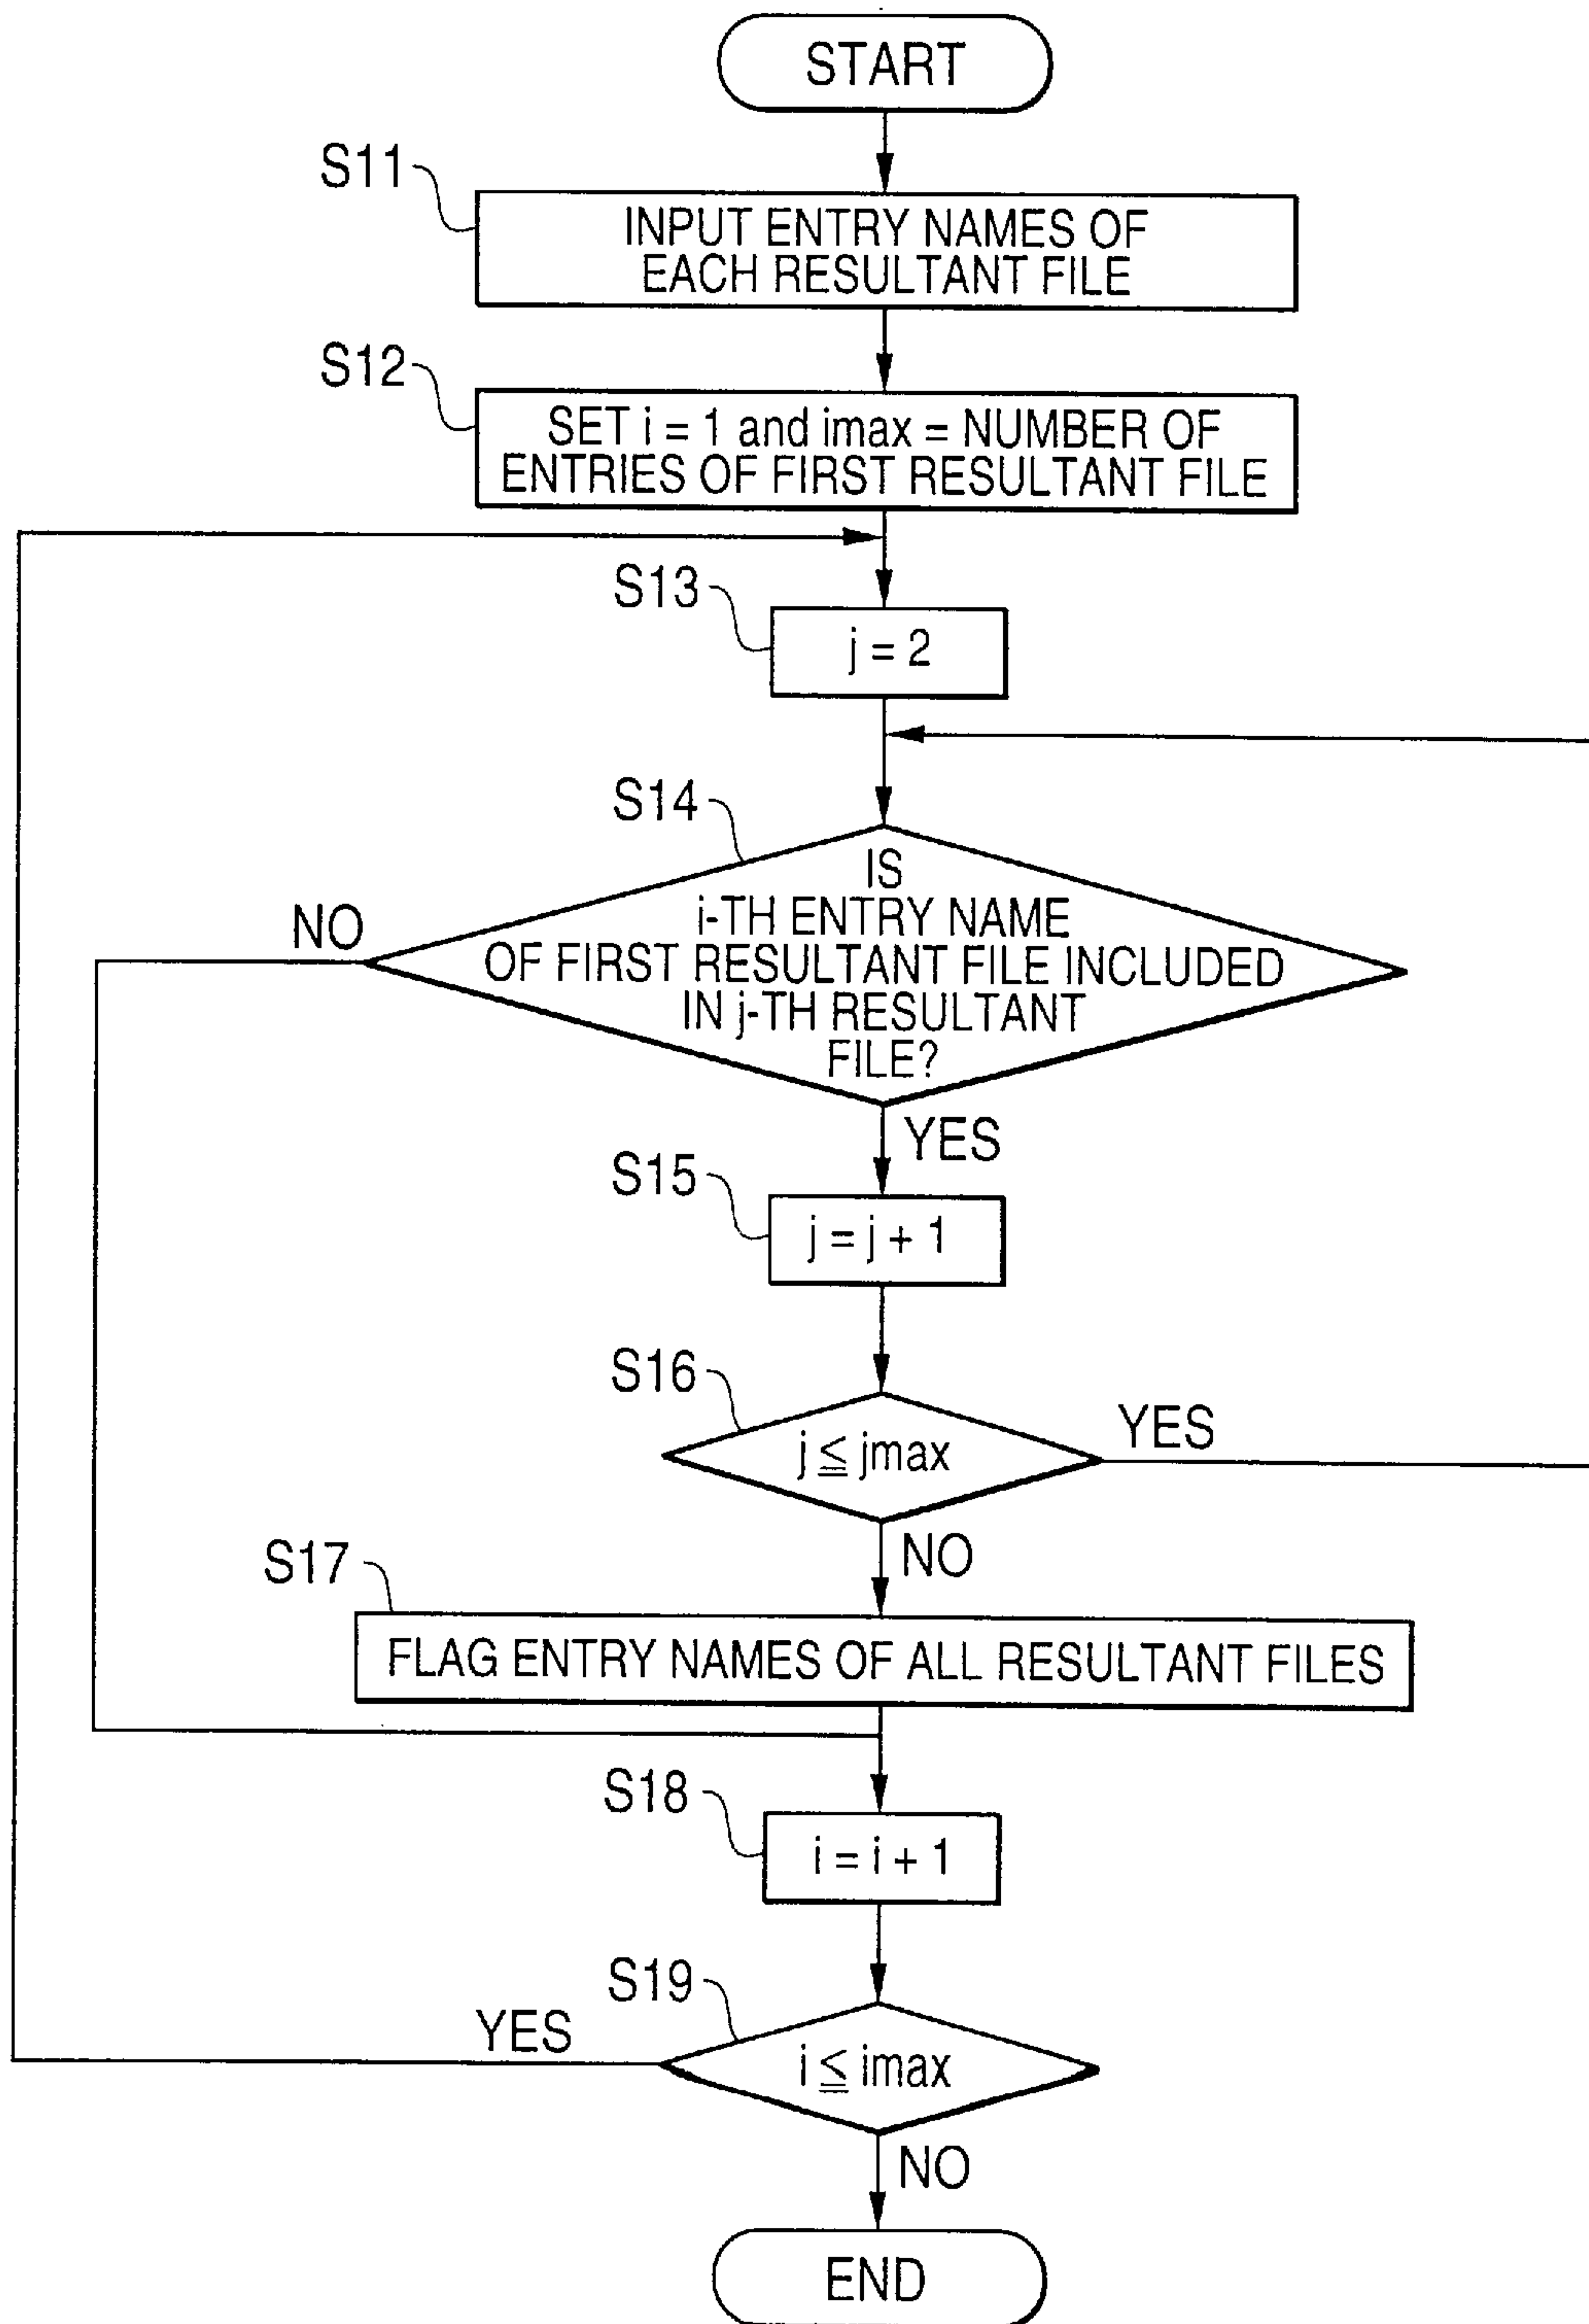 START
S11
INPUT ENTRY NAMES OF
EACH RESULTANT FILE
S12
SET i = 1 and imax = NUMBER OF
ENTRIES OF FIRST RESULTANT FILE
S13
j = 2
S14
IS
i-TH ENTRY NAME
OF FIRST RESULTANT FILE INCLUDED
IN j-TH RESULTANT
FILE?
NO
YES
S15
j = j + 1
S16
j ≦ jmax
YES
NO
S17
FLAG ENTRY NAMES OF ALL RESULTANT FILES
S18
i = i + 1
S19
YES
i ≦ imax
NO
END